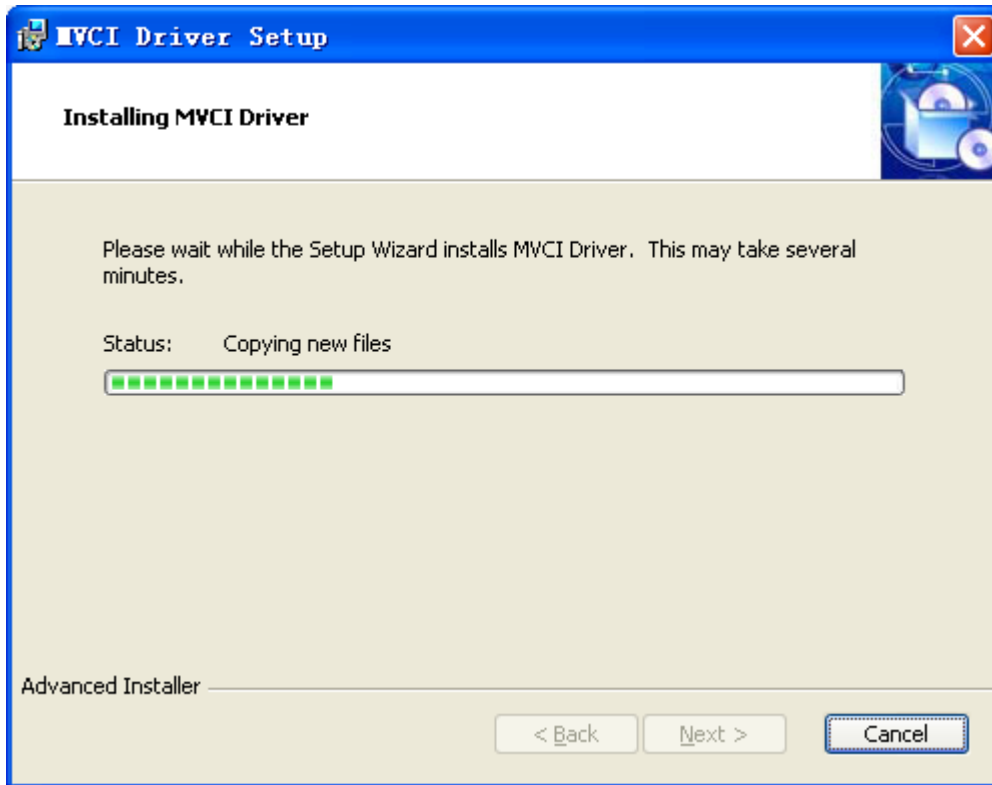 MVCI Driver Setup
Installing MVCI Driver
Please wait while the Setup Wizard installs MVCI Driver.  This may take several
minutes.
Status: Copying new files
Advanced Installer
< Back Next > Cancel